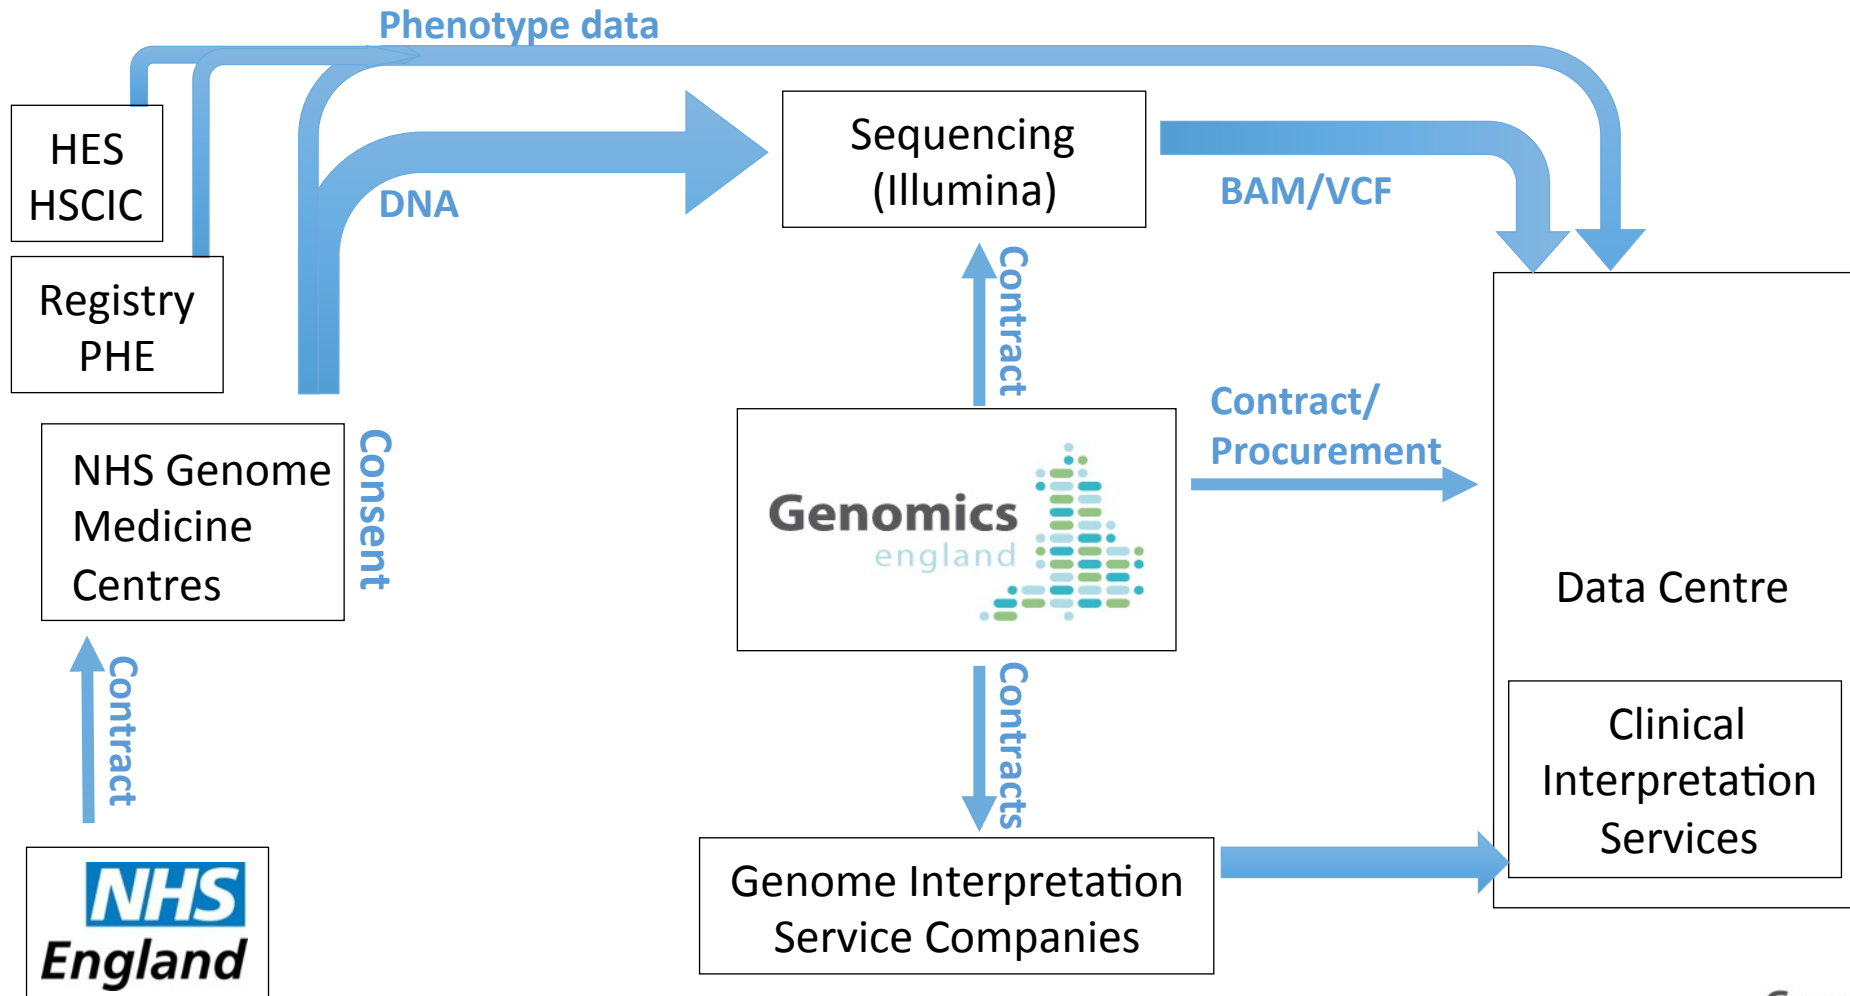 Phenotype data
HES
HSCIC
Registry
PHE
DNA
Sequencing
(Illumina)
BAM/VCF
Contract
NHS Genome
Medicine
Centres
Consent
Genomics
england
Contract/
Procurement
Data Centre
Contract
Contracts
Clinical
Interpretation
Services
NHS
England
Genome Interpretation
Service Companies